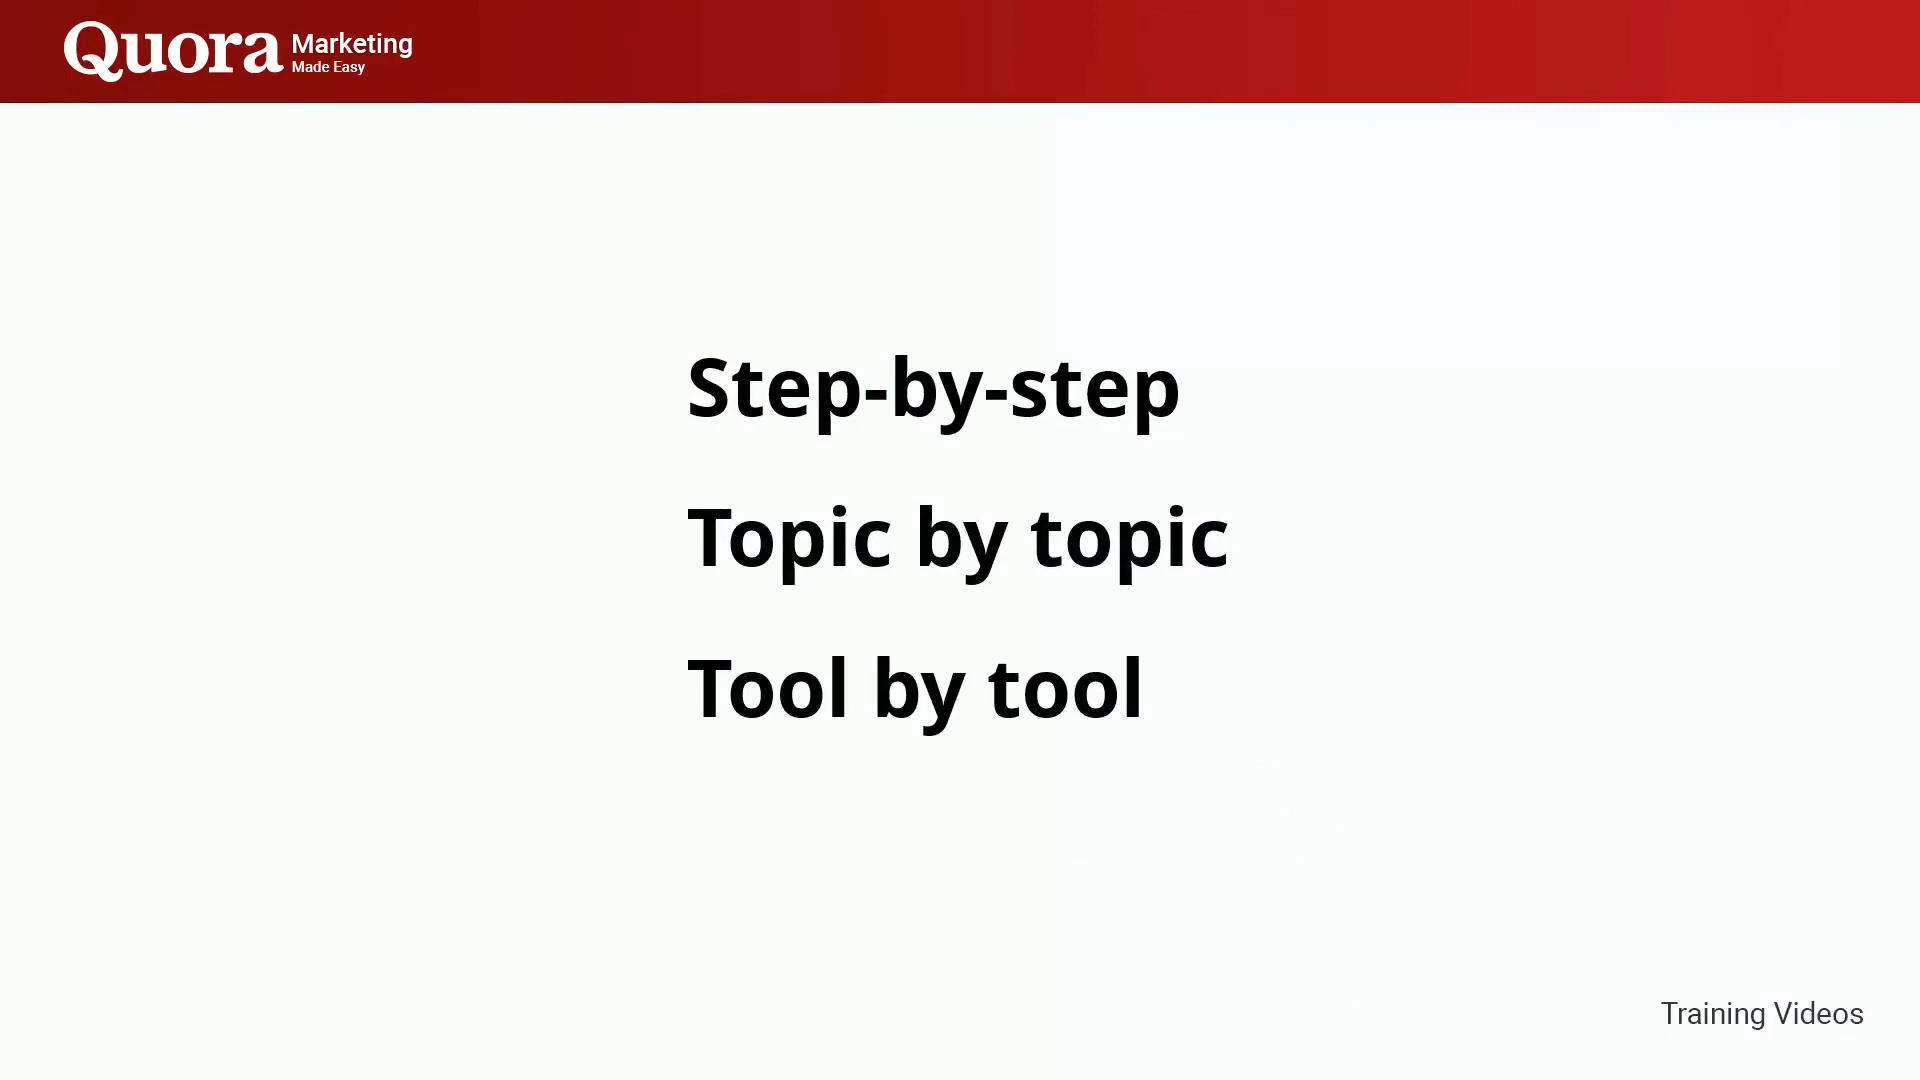 Quora Marketing
Made Easy
Step-by-step
Topic by topic
Tool by tool
Training Videos